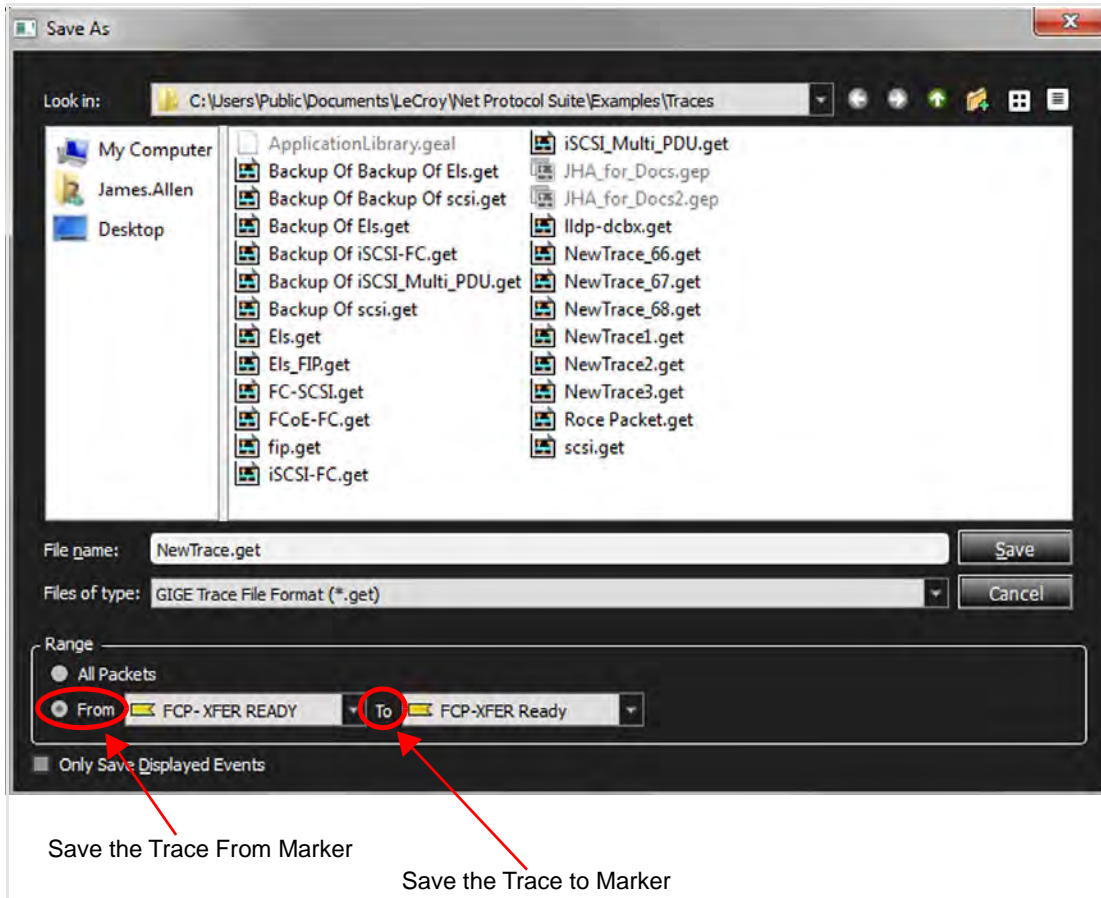 Save As
Look in: C:\Users\Public\Documents\LeCroy\Net Protocol Suite\Examples\Traces
My Computer
James.Allen
Desktop
ApplicationLibrary.geal
Backup Of Backup Of Els.get
Backup Of Backup Of scsi.get
Backup Of Els.get
Backup Of iSCSI-FC.get
Backup Of iSCSI_Multi_PDU.get
Backup Of scsi.get
Els.get
Els_FIP.get
FC-SCSI.get
FCoE-FC.get
fip.get
iSCSI-FC.get
iSCSI_Multi_PDU.get
JHA_for_Docs.gep
JHA_for_Docs2.gep
lldp-dcbx.get
NewTrace_66.get
NewTrace_67.get
NewTrace_68.get
NewTrace1.get
NewTrace2.get
NewTrace3.get
Roce Packet.get
scsi.get
File name: NewTrace.get Save
Files of type: GIGE Trace File Format (*.get) Cancel
Range
All Packets
From FCP- XFER READY To FCP-XFER Ready
Only Save Displayed Events
Save the Trace From Marker
Save the Trace to Marker